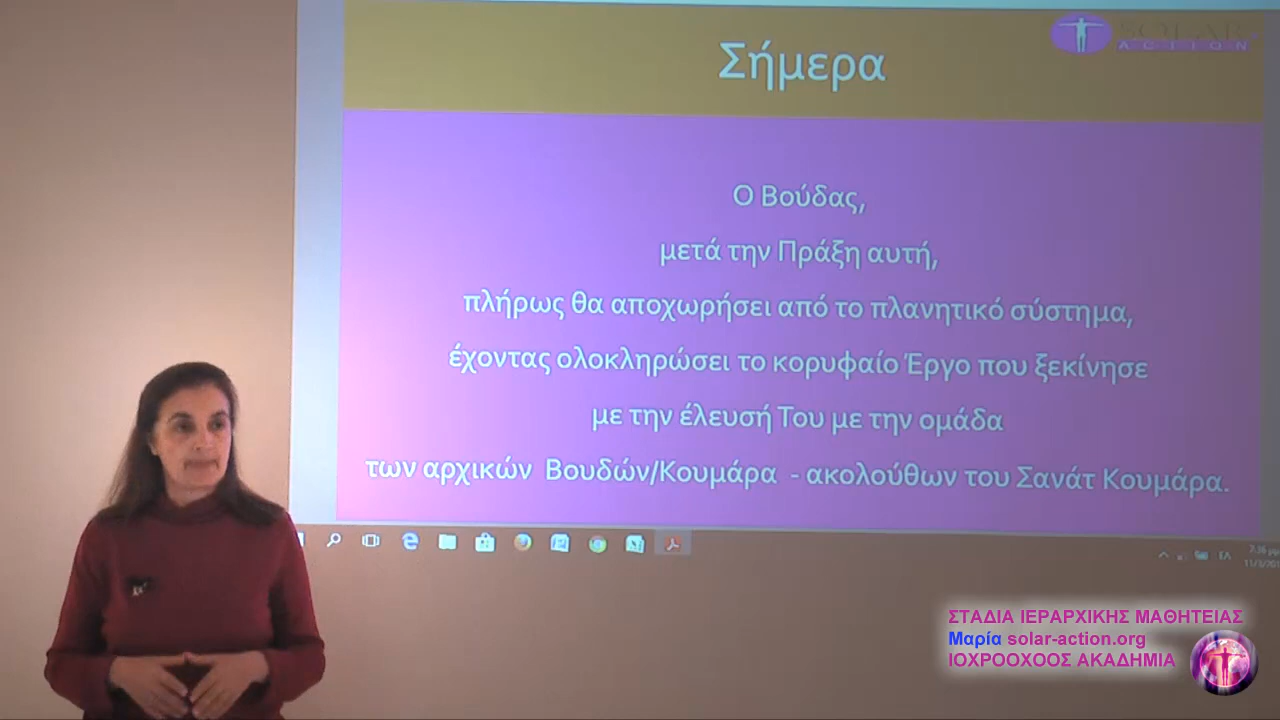 SOLAR
ACTION
Σήμερα
Ο Βούδας,
μετά την Πράξη αυτή,
πλήρως θα αποχωρήσει από το πλανητικό σύστημα,
έχοντας ολοκληρώσει το κορυφαίο Έργο που ξεκίνησε
με την έλευσή Του με την ομάδα
των αρχικών Βουδών/Κουμάρα - ακολούθων του Σανάτ Κουμάρα.
ΕΛ
ΣΤΑΔΙΑ ΙΕΡΑΡΧΙΚΗΣ ΜΑΘΗΤΕΙΑΣ
Μαρία solar-action.org
ΙΟΧΡΟΟΧΟΟΣ ΑΚΑΔΗΜΙΑ